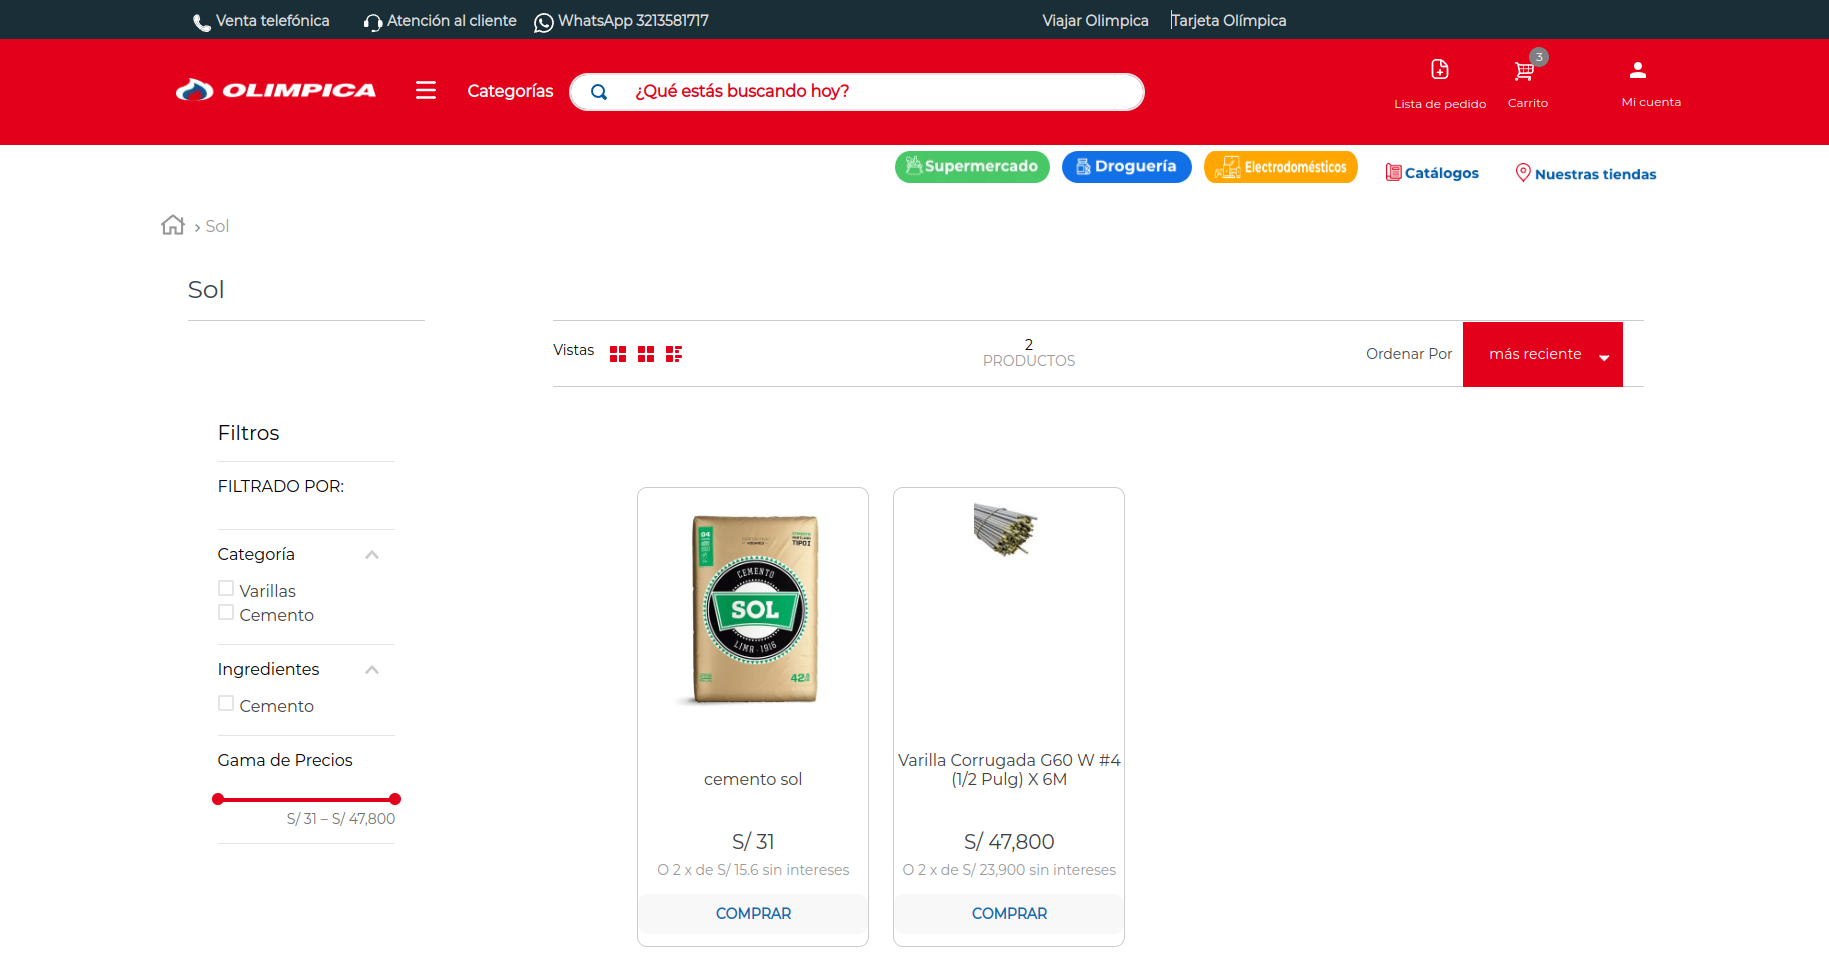 Venta telefónica
Atención al cliente
WhatsApp 3213581717
Viajar Olimpica
Tarjeta Olímpica
OLIMPICA
Categorías
¿Qué estás buscando hoy?
Lista de pedido
3
Carrito
Mi cuenta
Supermercado
Droguería
Electrodomésticos
Catálogos
Nuestras tiendas
› Sol
Sol
Vistas
2
PRODUCTOS
Ordenar Por
más reciente
Filtros
FILTRADO POR:
Categoría
Varillas
Cemento
Ingredientes
Cemento
Gama de Precios
S/ 31 – S/ 47,800
04
TIPO I
CEMENTO
SOL
LIMA · 1916
42.5
cemento sol
S/ 31
O 2 x de S/ 15.6 sin intereses
COMPRAR
Varilla Corrugada G60 W #4
(1/2 Pulg) X 6M
S/ 47,800
O 2 x de S/ 23,900 sin intereses
COMPRAR